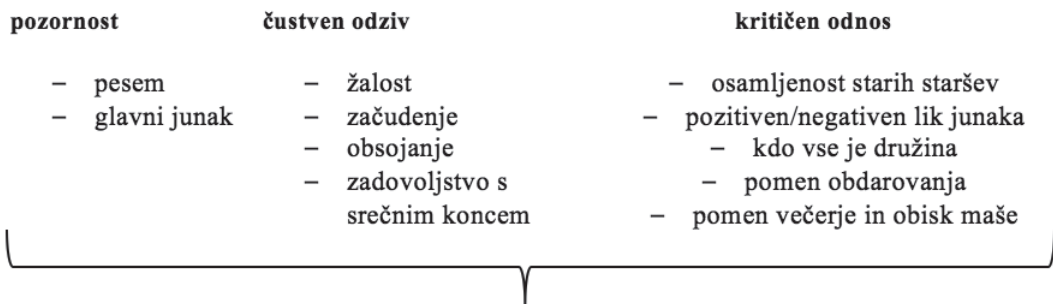 pozornost
– pesem
– glavni junak
čustven odziv
– žalost
– začudenje
– obsojanje
– zadovoljstvo s
srečnim koncem
kritičen odnos
– osamljenost starih staršev
– pozitiven/negativen lik junaka
– kdo vse je družina
– pomen obdarovanja
– pomen večerje in obisk maše